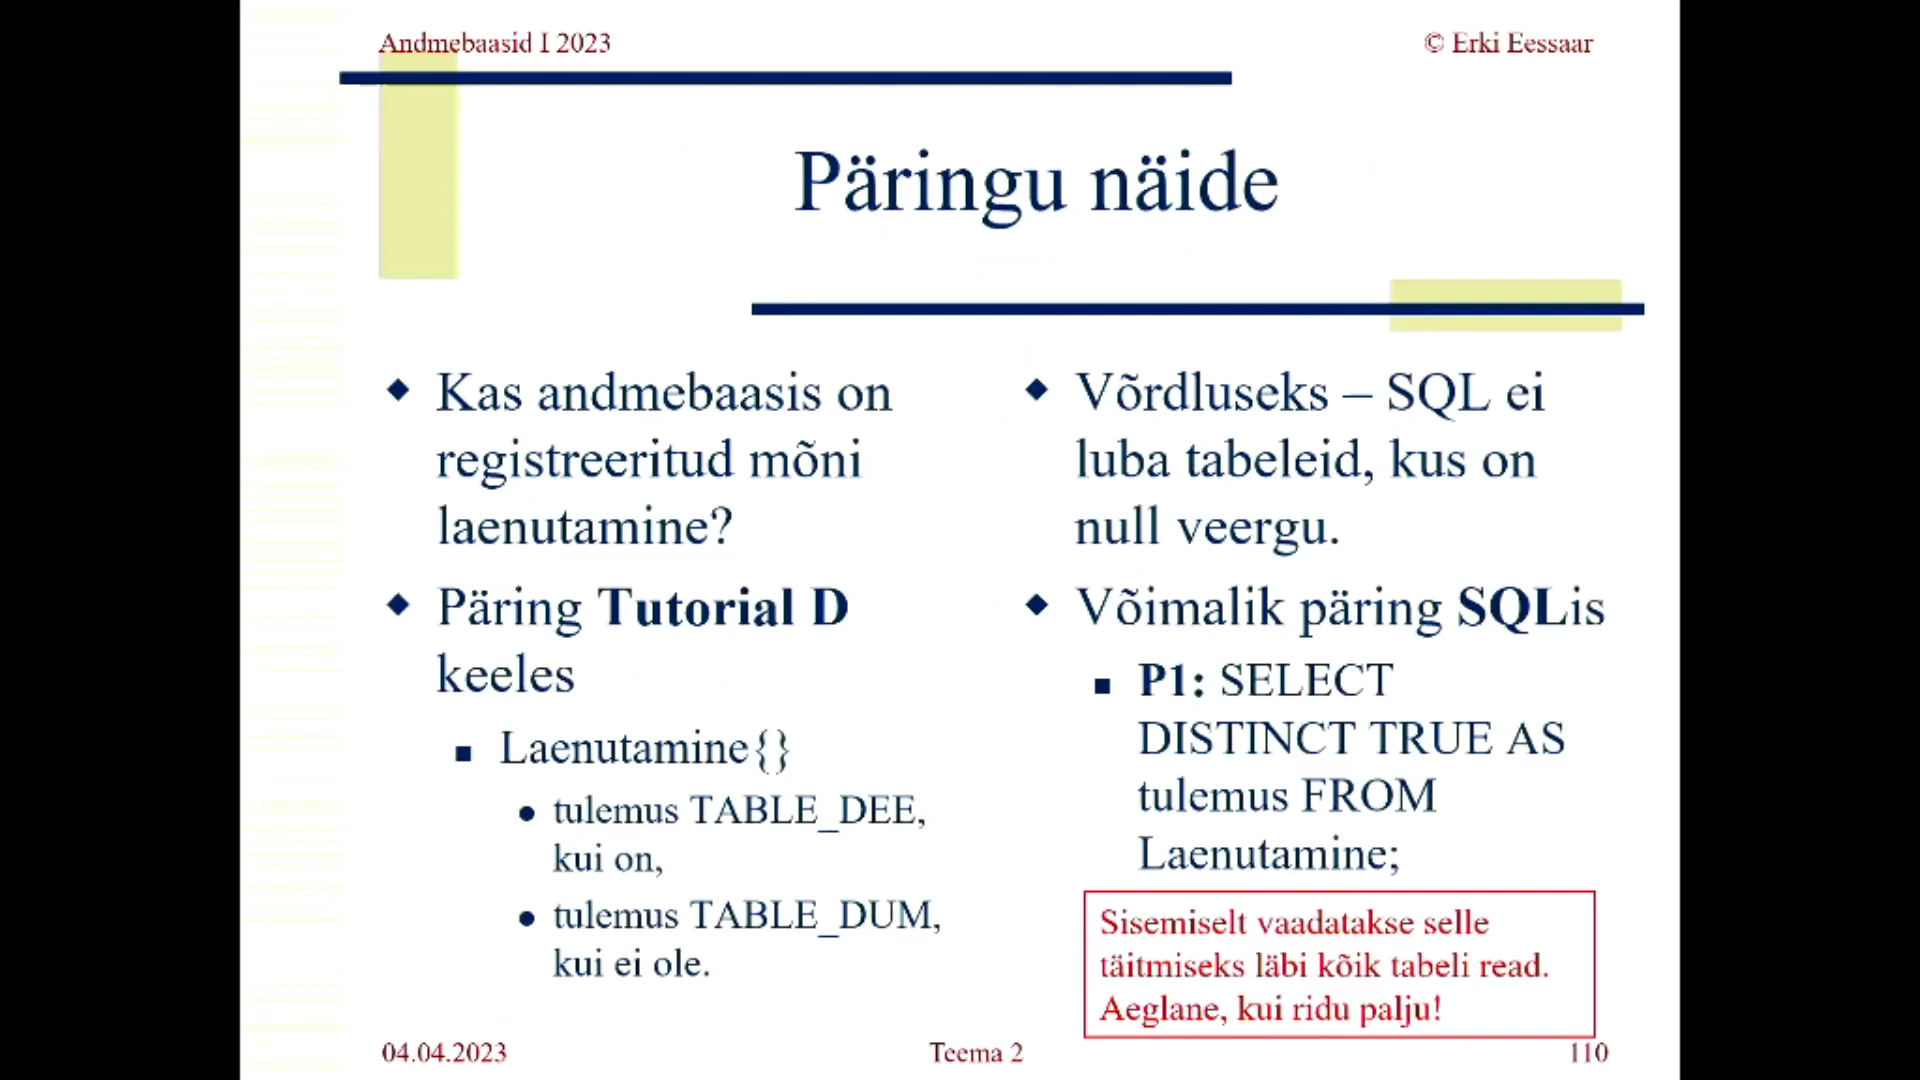 Andmebaasid I 2023
© Erki Eessaar
Päringu näide
Kas andmebaasis on
registreeritud mõni
laenutamine?
Päring Tutorial D
keeles
Laenutamine{}
tulemus TABLE_DEE,
kui on,
tulemus TABLE_DUM,
kui ei ole.
Võrdluseks – SQL ei
luba tabeleid, kus on
null veergu.
Võimalik päring SQLis
P1: SELECT
DISTINCT TRUE AS
tulemus FROM
Laenutamine;
Sisemiselt vaadatakse selle
täitmiseks läbi kõik tabeli read.
Aeglane, kui ridu palju!
04.04.2023
Teema 2
110